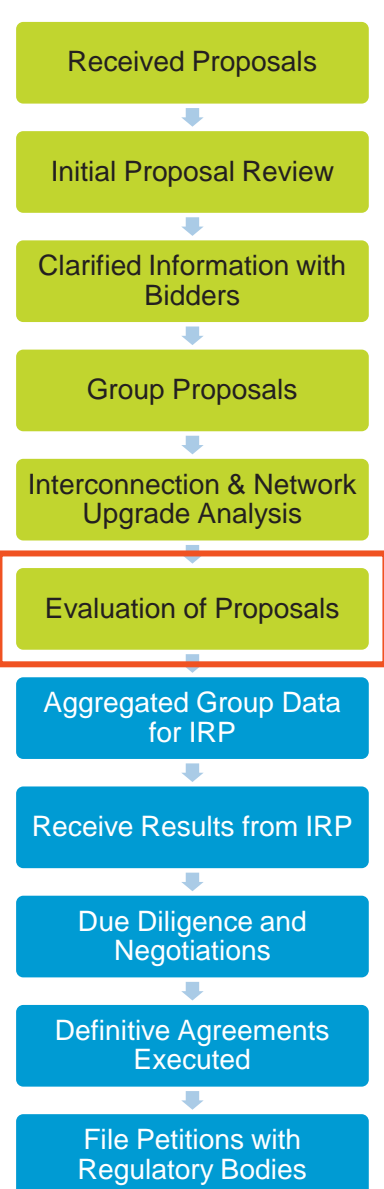 Received Proposals
Initial Proposal Review
Clarified Information with
Bidders
Group Proposals
Interconnection & Network
Upgrade Analysis
Evaluation of Proposals
Aggregated Group Data
for IRP
Receive Results from IRP
Due Diligence and
Negotiations
Definitive Agreements
Executed
File Petitions with
Regulatory Bodies